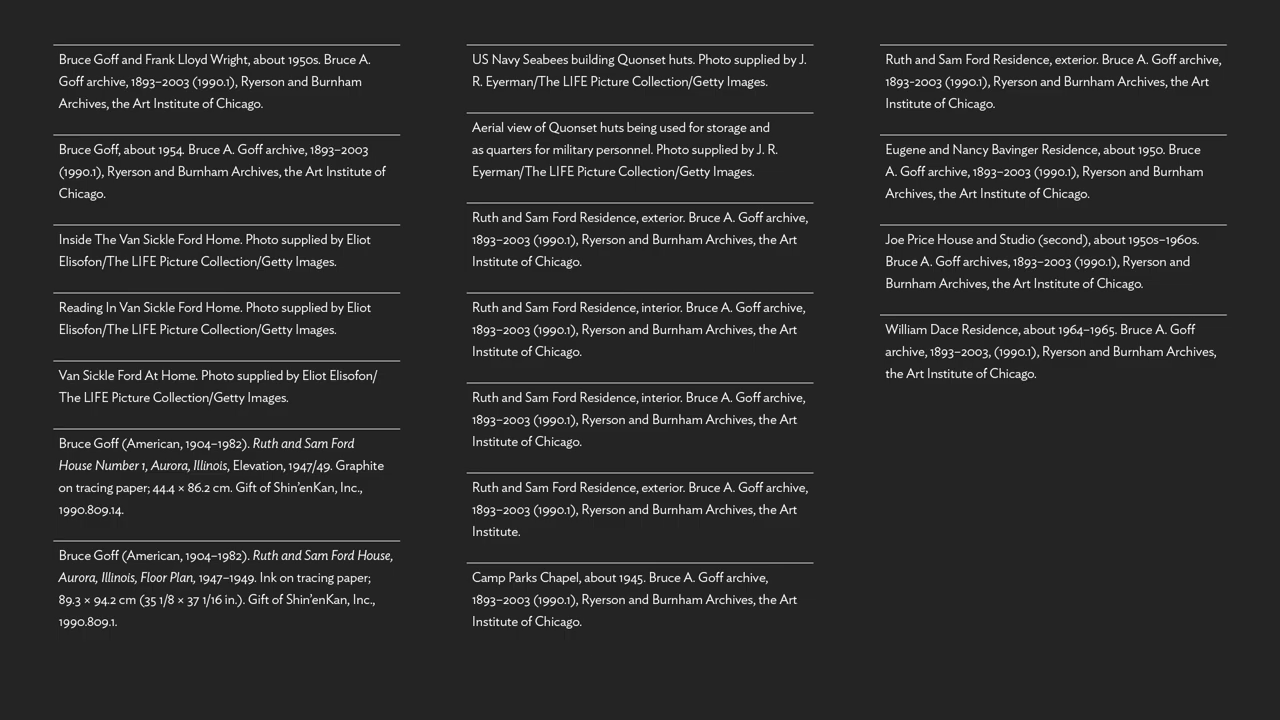 Bruce Goff and Frank Lloyd Wright, about 1950s. Bruce A.
Goff archive, 1893–2003 (1990.1), Ryerson and Burnham
Archives, the Art Institute of Chicago.
Bruce Goff, about 1954. Bruce A. Goff archive, 1893–2003
(1990.1), Ryerson and Burnham Archives, the Art Institute of
Chicago.
Inside The Van Sickle Ford Home. Photo supplied by Eliot
Elisofon/The LIFE Picture Collection/Getty Images.
Reading In Van Sickle Ford Home. Photo supplied by Eliot
Elisofon/The LIFE Picture Collection/Getty Images.
Van Sickle Ford At Home. Photo supplied by Eliot Elisofon/
The LIFE Picture Collection/Getty Images.
Bruce Goff (American, 1904–1982). Ruth and Sam Ford
House Number 1, Aurora, Illinois, Elevation, 1947/49. Graphite
on tracing paper; 44.4 × 86.2 cm. Gift of Shin’enKan, Inc.,
1990.809.14.
Bruce Goff (American, 1904–1982). Ruth and Sam Ford House,
Aurora, Illinois, Floor Plan, 1947–1949. Ink on tracing paper;
89.3 × 94.2 cm (35 1/8 × 37 1/16 in.). Gift of Shin’enKan, Inc.,
1990.809.1.
US Navy Seabees building Quonset huts. Photo supplied by J.
R. Eyerman/The LIFE Picture Collection/Getty Images.
Aerial view of Quonset huts being used for storage and
as quarters for military personnel. Photo supplied by J. R.
Eyerman/The LIFE Picture Collection/Getty Images.
Ruth and Sam Ford Residence, exterior. Bruce A. Goff archive,
1893–2003 (1990.1), Ryerson and Burnham Archives, the Art
Institute of Chicago.
Ruth and Sam Ford Residence, interior. Bruce A. Goff archive,
1893–2003 (1990.1), Ryerson and Burnham Archives, the Art
Institute of Chicago.
Ruth and Sam Ford Residence, interior. Bruce A. Goff archive,
1893–2003 (1990.1), Ryerson and Burnham Archives, the Art
Institute of Chicago.
Ruth and Sam Ford Residence, exterior. Bruce A. Goff archive,
1893–2003 (1990.1), Ryerson and Burnham Archives, the Art
Institute.
Camp Parks Chapel, about 1945. Bruce A. Goff archive,
1893–2003 (1990.1), Ryerson and Burnham Archives, the Art
Institute of Chicago.
Ruth and Sam Ford Residence, exterior. Bruce A. Goff archive,
1893–2003 (1990.1), Ryerson and Burnham Archives, the Art
Institute of Chicago.
Eugene and Nancy Bavinger Residence, about 1950. Bruce
A. Goff archive, 1893–2003 (1990.1), Ryerson and Burnham
Archives, the Art Institute of Chicago.
Joe Price House and Studio (second), about 1950s–1960s.
Bruce A. Goff archives, 1893–2003 (1990.1), Ryerson and
Burnham Archives, the Art Institute of Chicago.
William Dace Residence, about 1964–1965. Bruce A. Goff
archive, 1893–2003, (1990.1), Ryerson and Burnham Archives,
the Art Institute of Chicago.